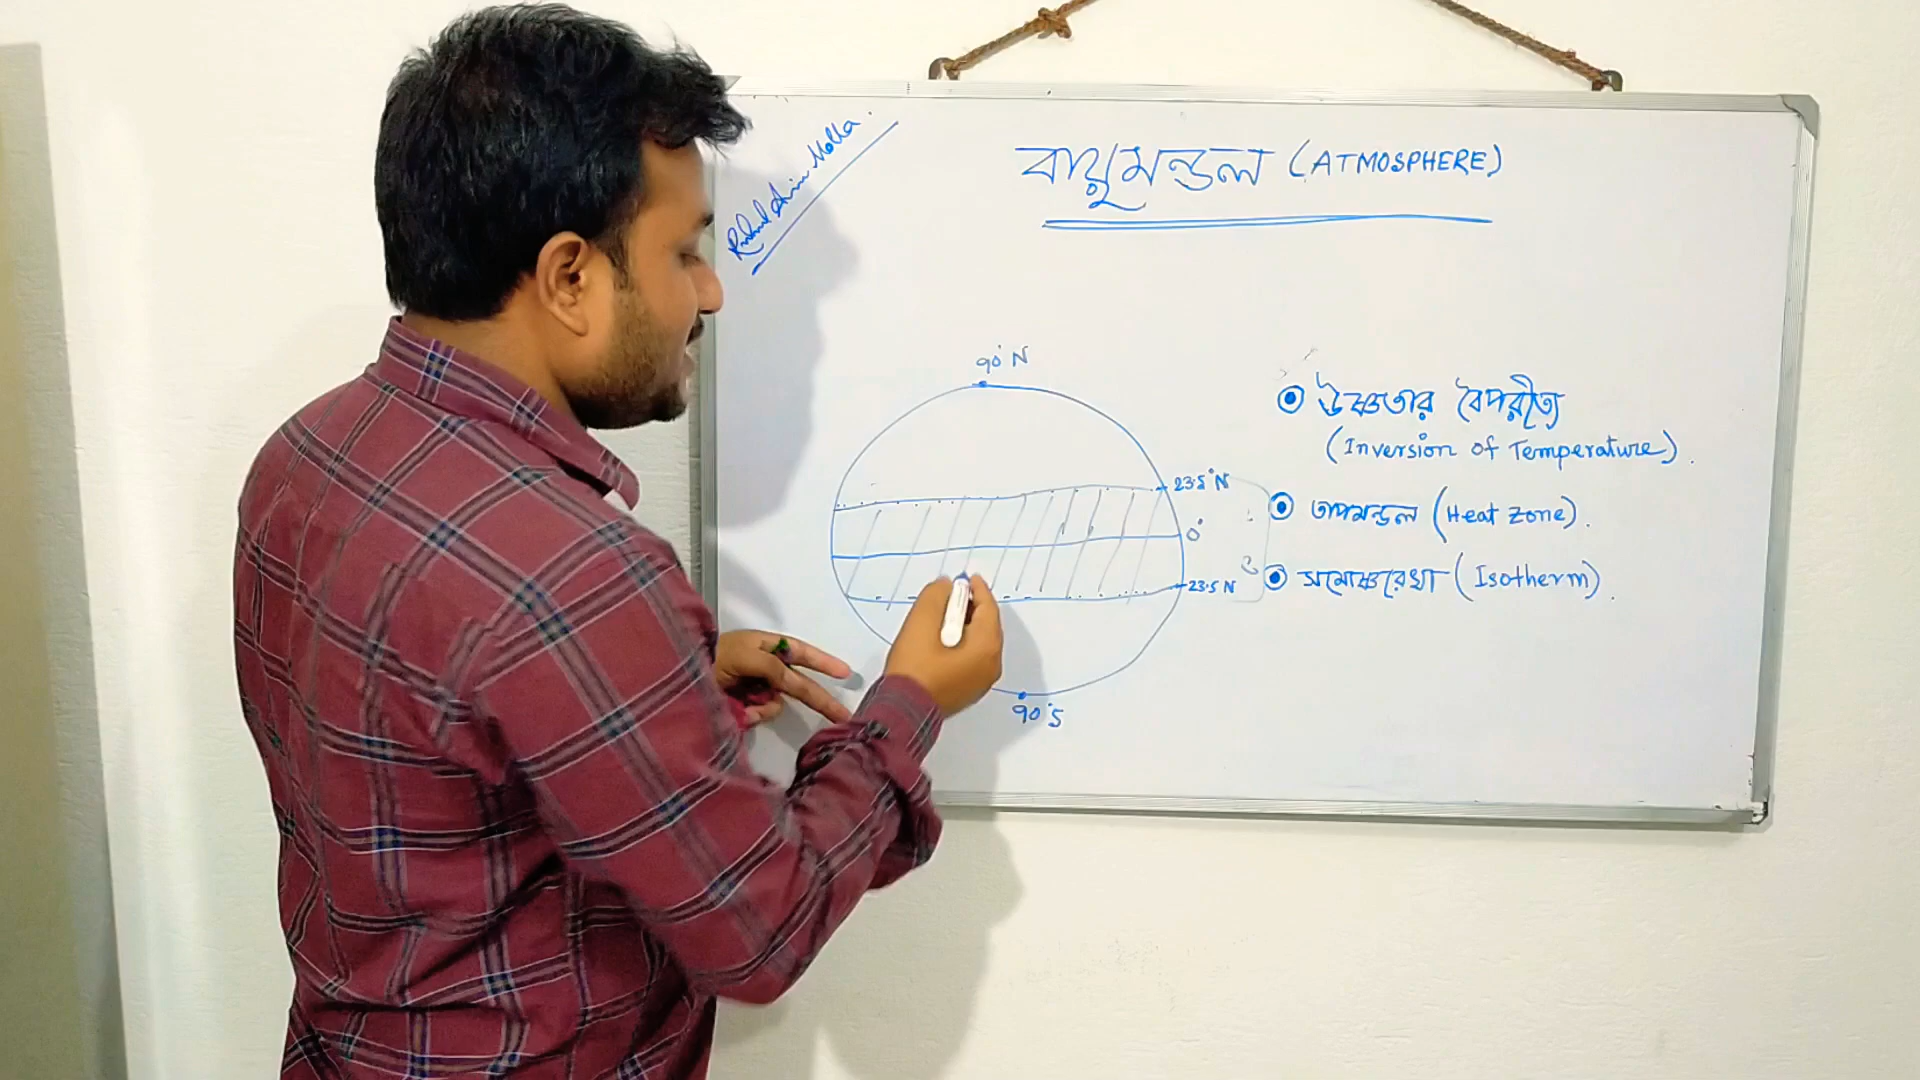 বায়ুমন্ডল (ATMOSPHERE)
90° N
23.5° N
0°
23.5 N
90° S
উষ্ণতার বৈপরীত্য
(Inversion of Temperature).
তাপমন্ডল (Heat Zone).
সমোষ্ণরেখা (Isotherm).